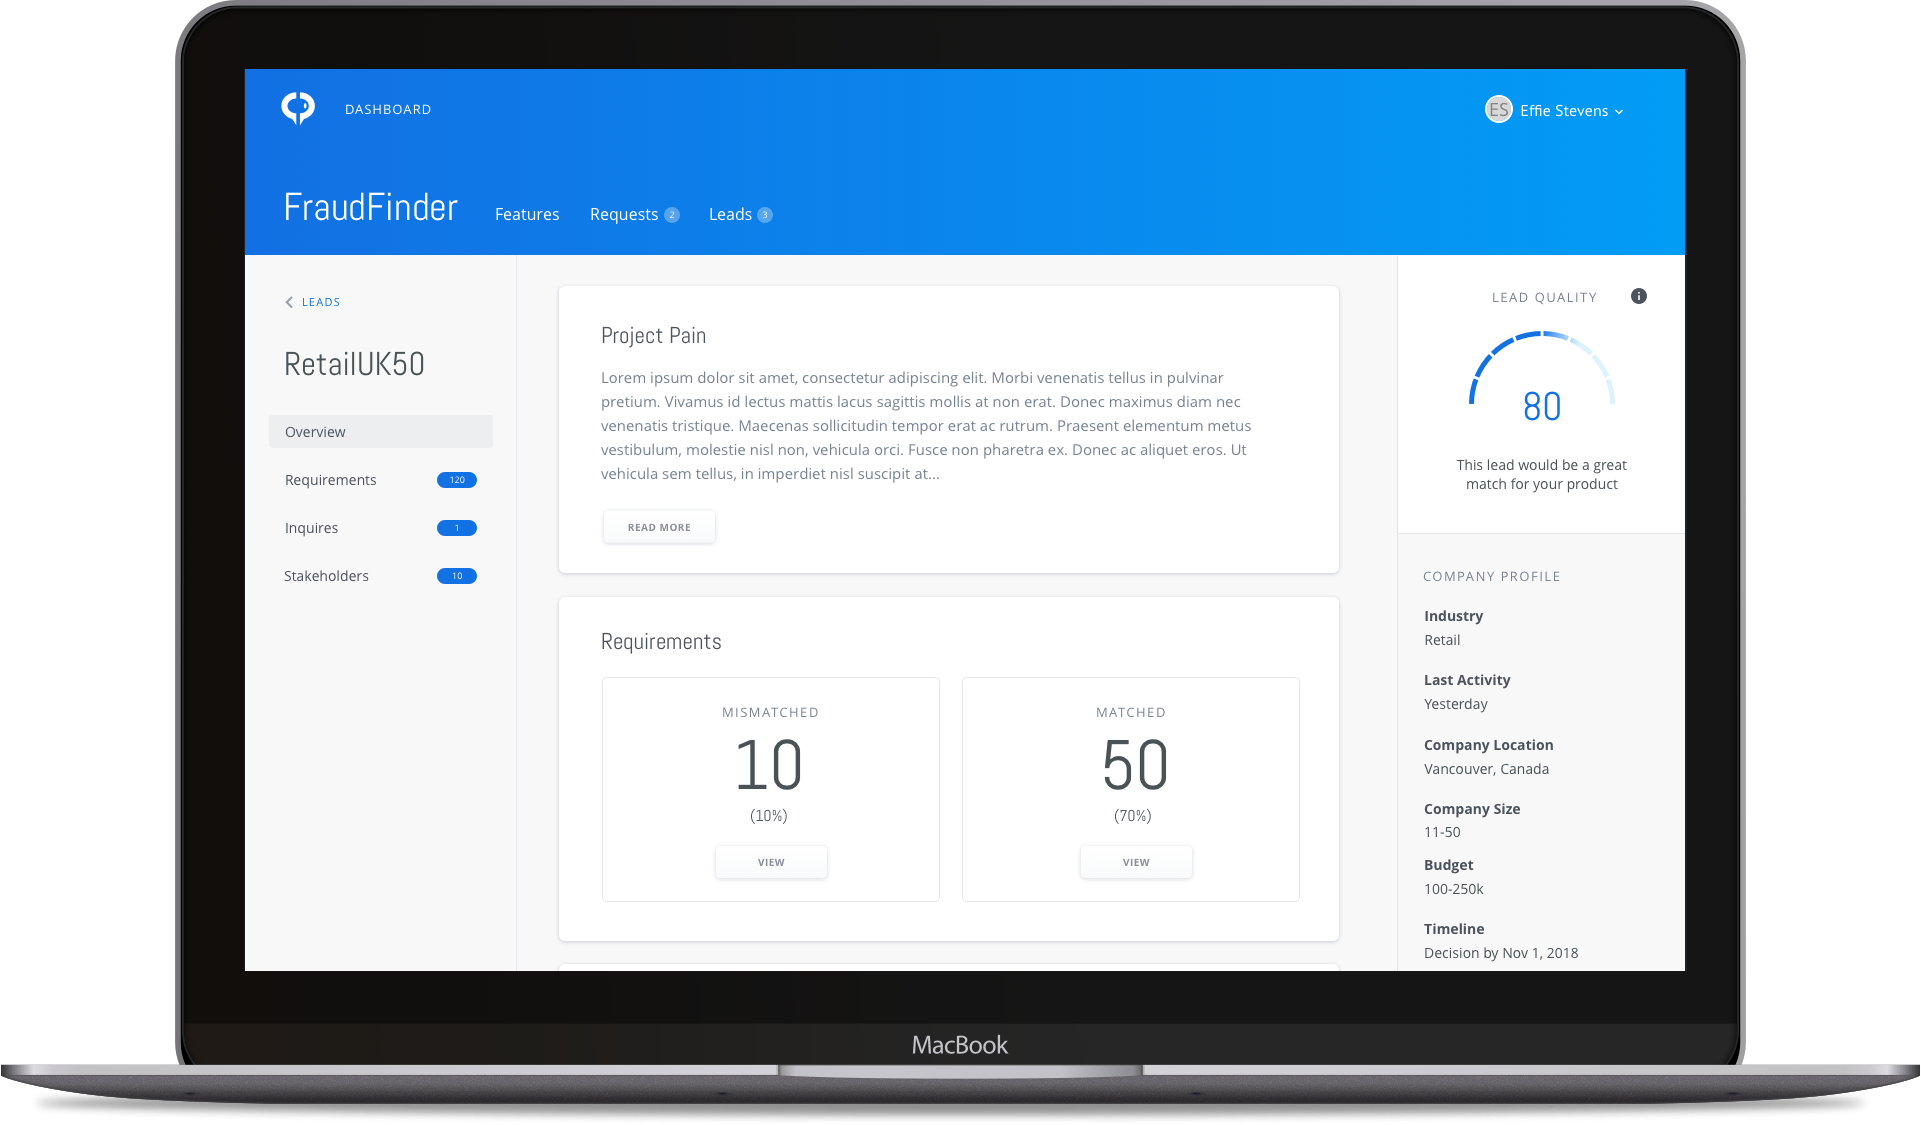 DASHBOARD
ES Effie Stevens
FraudFinder
Features
Requests 2
Leads 3
LEADS
RetailUK50
Overview
Requirements 120
Inquires 1
Stakeholders 10
Project Pain
Lorem ipsum dolor sit amet, consectetur adipiscing elit. Morbi venenatis tellus in pulvinar
pretium. Vivamus id lectus mattis lacus sagittis mollis at non erat. Donec maximus diam nec
venenatis tristique. Maecenas sollicitudin tempor erat ac rutrum. Praesent elementum metus
vestibulum, molestie nisl non, vehicula orci. Fusce non pharetra ex. Donec ac aliquet eros. Ut
vehicula sem tellus, in imperdiet nisl suscipit at...
READ MORE
Requirements
MISMATCHED
10
(10%)
VIEW
MATCHED
50
(70%)
VIEW
LEAD QUALITY i
80
This lead would be a great
match for your product
COMPANY PROFILE
Industry
Retail
Last Activity
Yesterday
Company Location
Vancouver, Canada
Company Size
11-50
Budget
100-250k
Timeline
Decision by Nov 1, 2018
MacBook